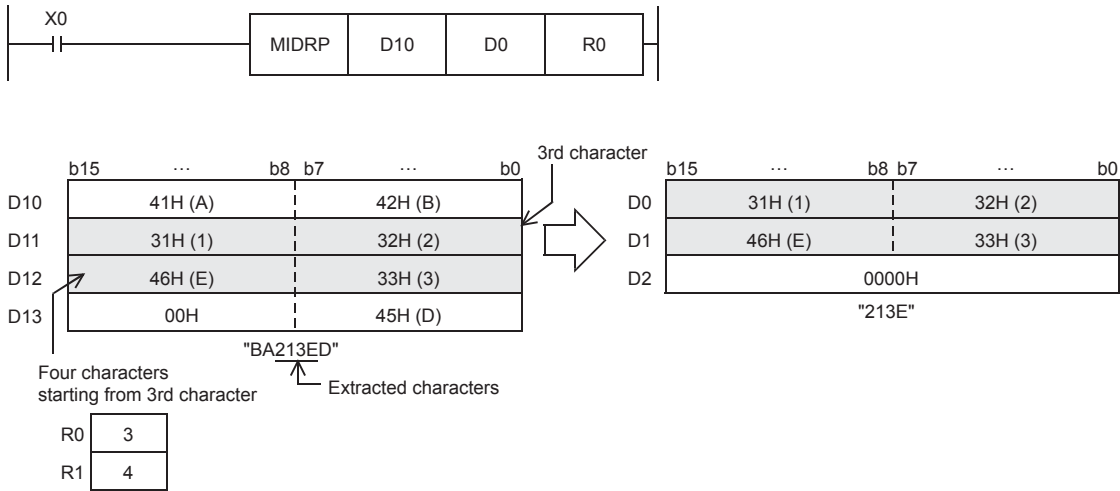 X0
MIDRP D10 D0 R0
3rd character
b15 ... b8 b7 ... b0
D10 41H (A) 42H (B)
D11 31H (1) 32H (2)
D12 46H (E) 33H (3)
D13 00H 45H (D)
"BA213ED"
Four characters
starting from 3rd character
Extracted characters
R0 3
R1 4
b15 ... b8 b7 ... b0
D0 31H (1) 32H (2)
D1 46H (E) 33H (3)
D2 0000H
"213E"